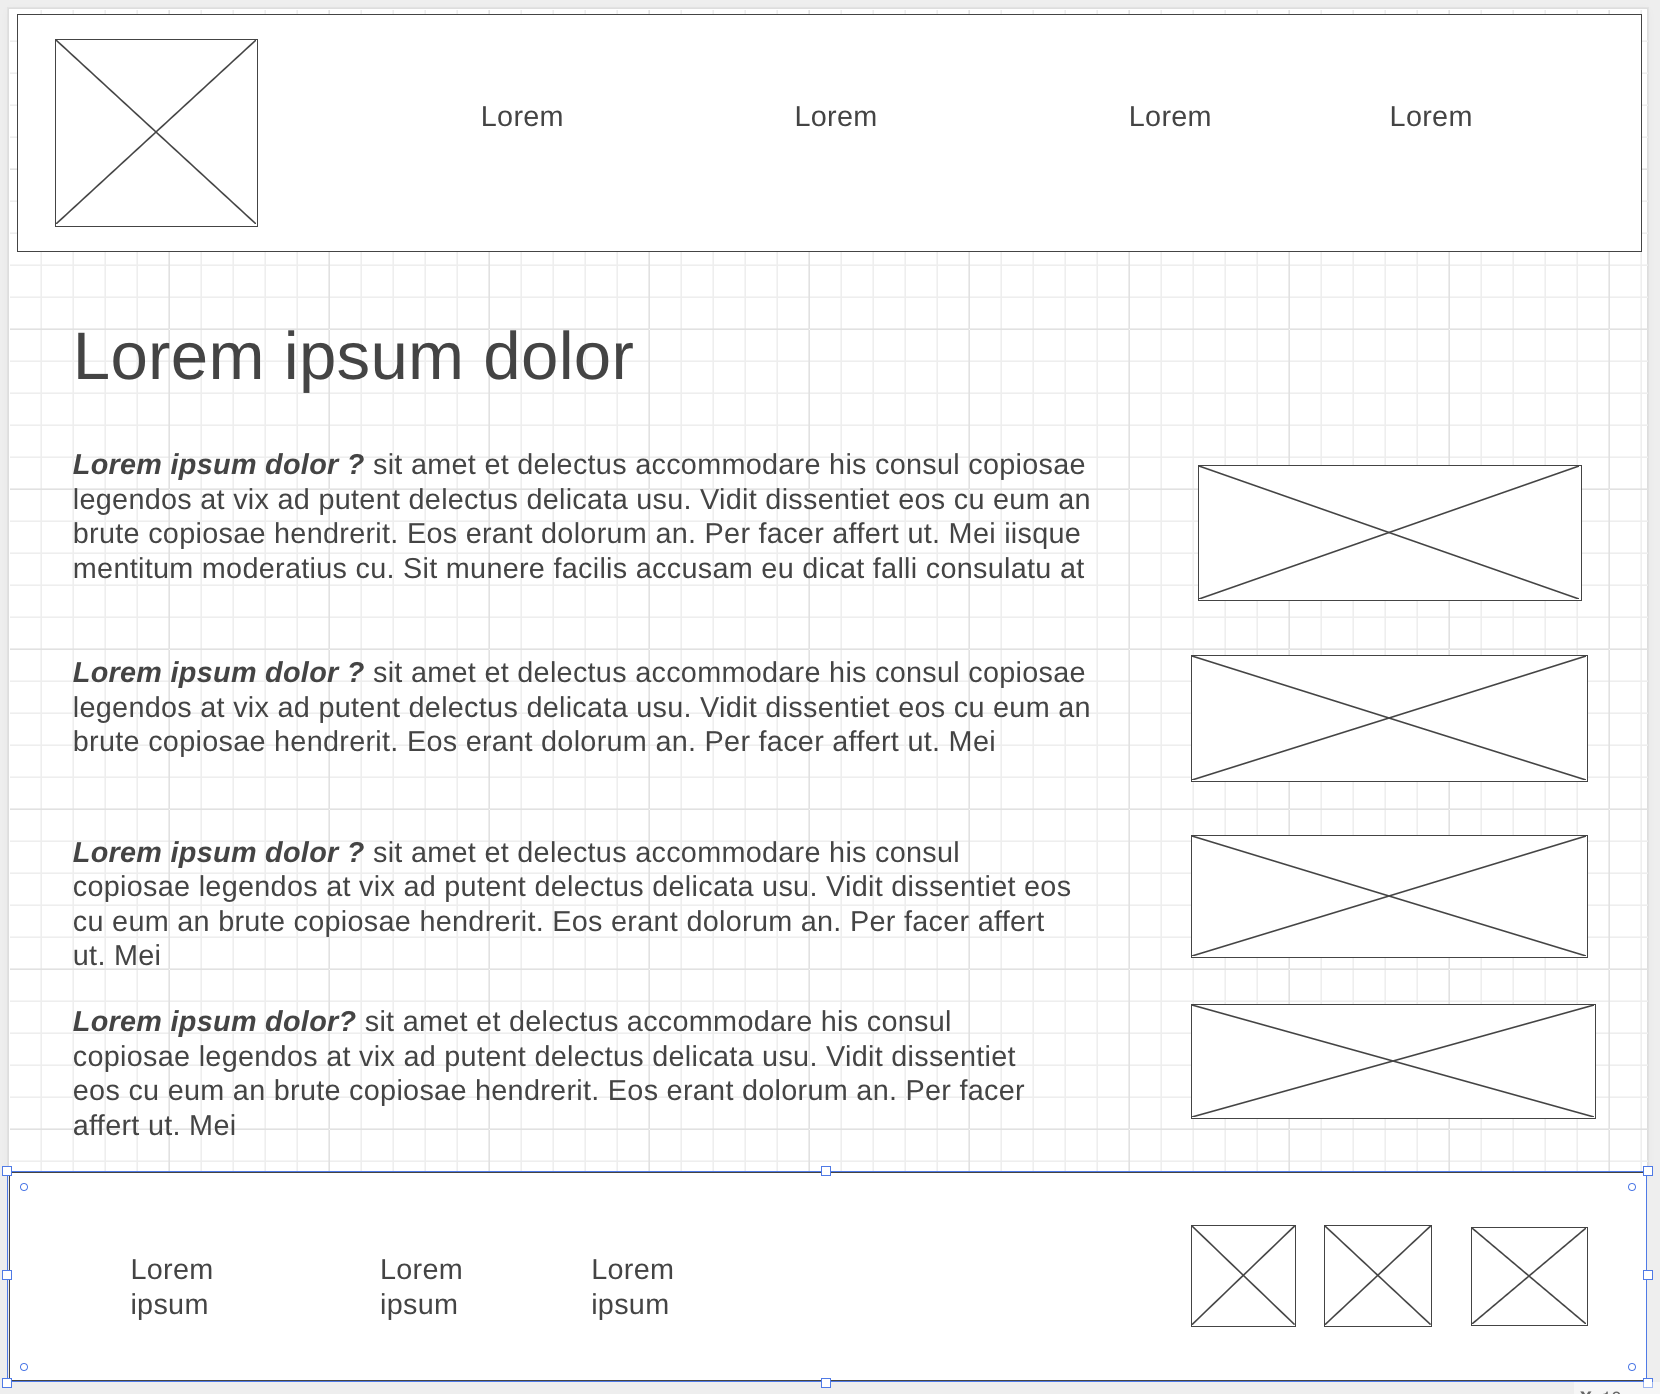 Lorem Lorem Lorem Lorem
Lorem ipsum dolor
Lorem ipsum dolor ? sit amet et delectus accommodare his consul copiosae
legendos at vix ad putent delectus delicata usu. Vidit dissentiet eos cu eum an
brute copiosae hendrerit. Eos erant dolorum an. Per facer affert ut. Mei iisque
mentitum moderatius cu. Sit munere facilis accusam eu dicat falli consulatu at
Lorem ipsum dolor ? sit amet et delectus accommodare his consul copiosae
legendos at vix ad putent delectus delicata usu. Vidit dissentiet eos cu eum an
brute copiosae hendrerit. Eos erant dolorum an. Per facer affert ut. Mei
Lorem ipsum dolor ? sit amet et delectus accommodare his consul
copiosae legendos at vix ad putent delectus delicata usu. Vidit dissentiet eos
cu eum an brute copiosae hendrerit. Eos erant dolorum an. Per facer affert
ut. Mei
Lorem ipsum dolor? sit amet et delectus accommodare his consul
copiosae legendos at vix ad putent delectus delicata usu. Vidit dissentiet
eos cu eum an brute copiosae hendrerit. Eos erant dolorum an. Per facer
affert ut. Mei
Lorem ipsum
Lorem ipsum
Lorem ipsum